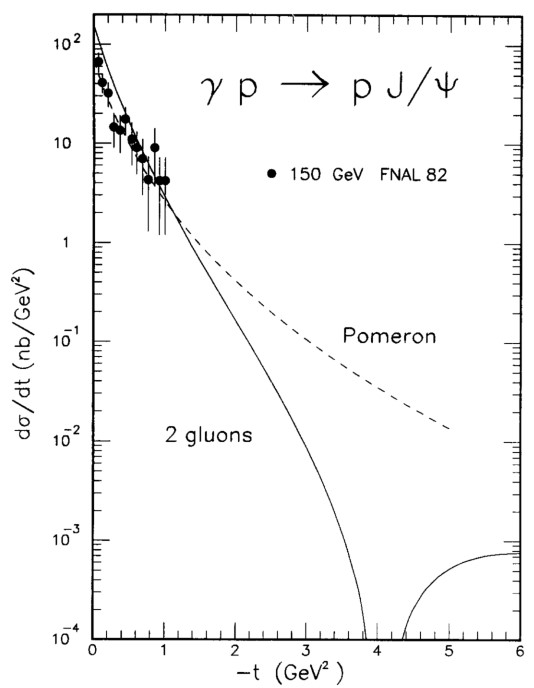 γ p → p J/ψ
● 150 GeV FNAL 82
Pomeron
2 gluons
dσ/dt (nb/GeV²)
10²
10
1
10⁻¹
10⁻²
10⁻³
10⁻⁴
0 1 2 3 4 5 6
−t (GeV²)